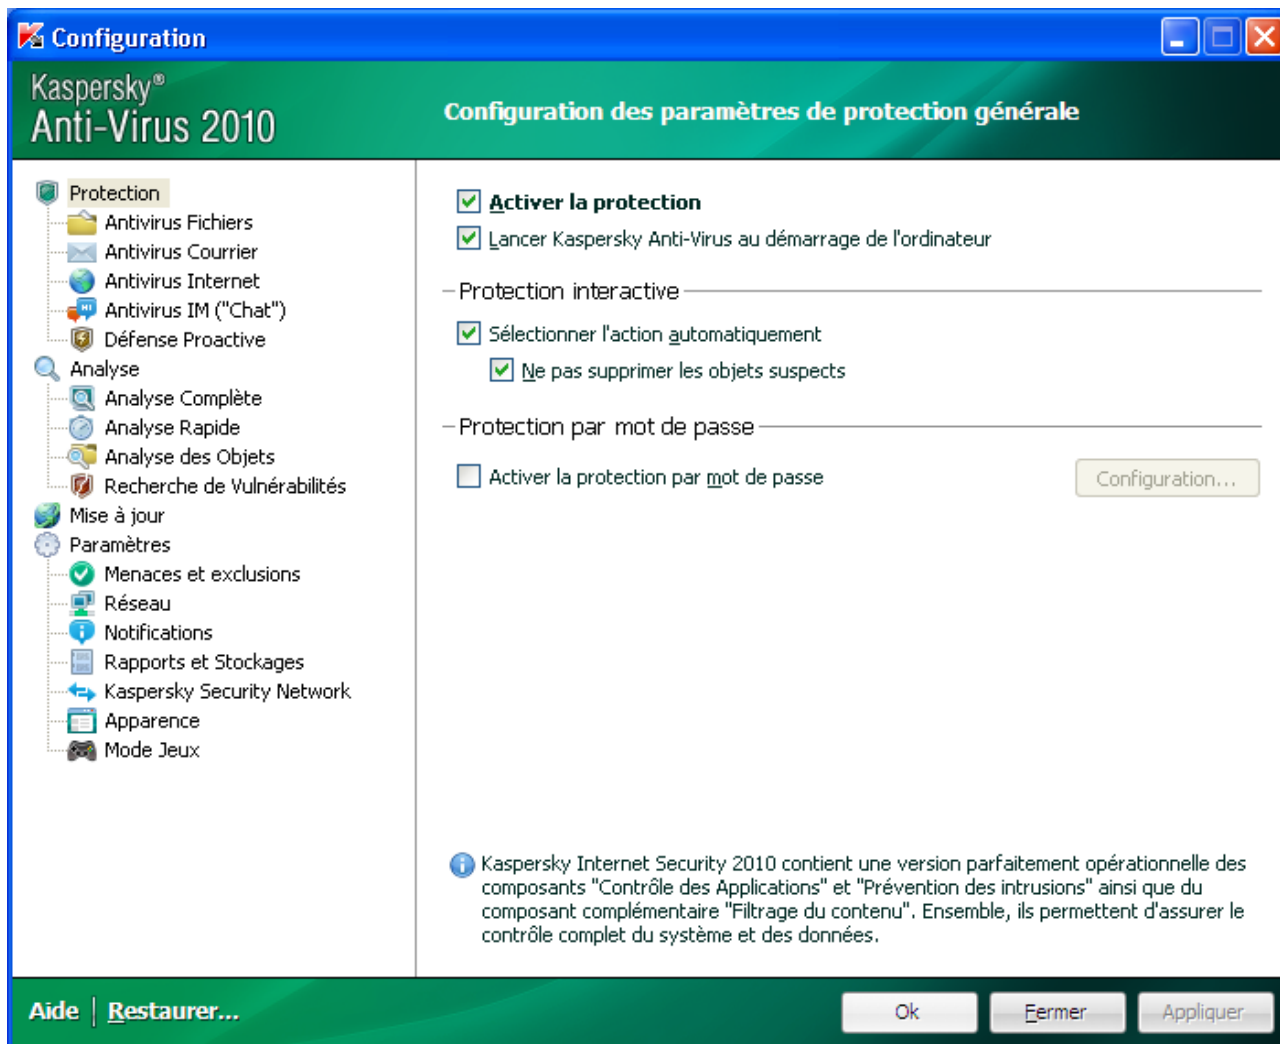 Configuration
Kaspersky®
Anti-Virus 2010
Configuration des paramètres de protection générale
Protection
Antivirus Fichiers
Antivirus Courrier
Antivirus Internet
Antivirus IM ("Chat")
Défense Proactive
Analyse
Analyse Complète
Analyse Rapide
Analyse des Objets
Recherche de Vulnérabilités
Mise à jour
Paramètres
Menaces et exclusions
Réseau
Notifications
Rapports et Stockages
Kaspersky Security Network
Apparence
Mode Jeux
Activer la protection
Lancer Kaspersky Anti-Virus au démarrage de l'ordinateur
Protection interactive
Sélectionner l'action automatiquement
Ne pas supprimer les objets suspects
Protection par mot de passe
Activer la protection par mot de passe
Configuration...
Kaspersky Internet Security 2010 contient une version parfaitement opérationnelle des
composants "Contrôle des Applications" et "Prévention des intrusions" ainsi que du
composant complémentaire "Filtrage du contenu". Ensemble, ils permettent d'assurer le
contrôle complet du système et des données.
Aide | Restaurer...
Ok
Fermer
Appliquer